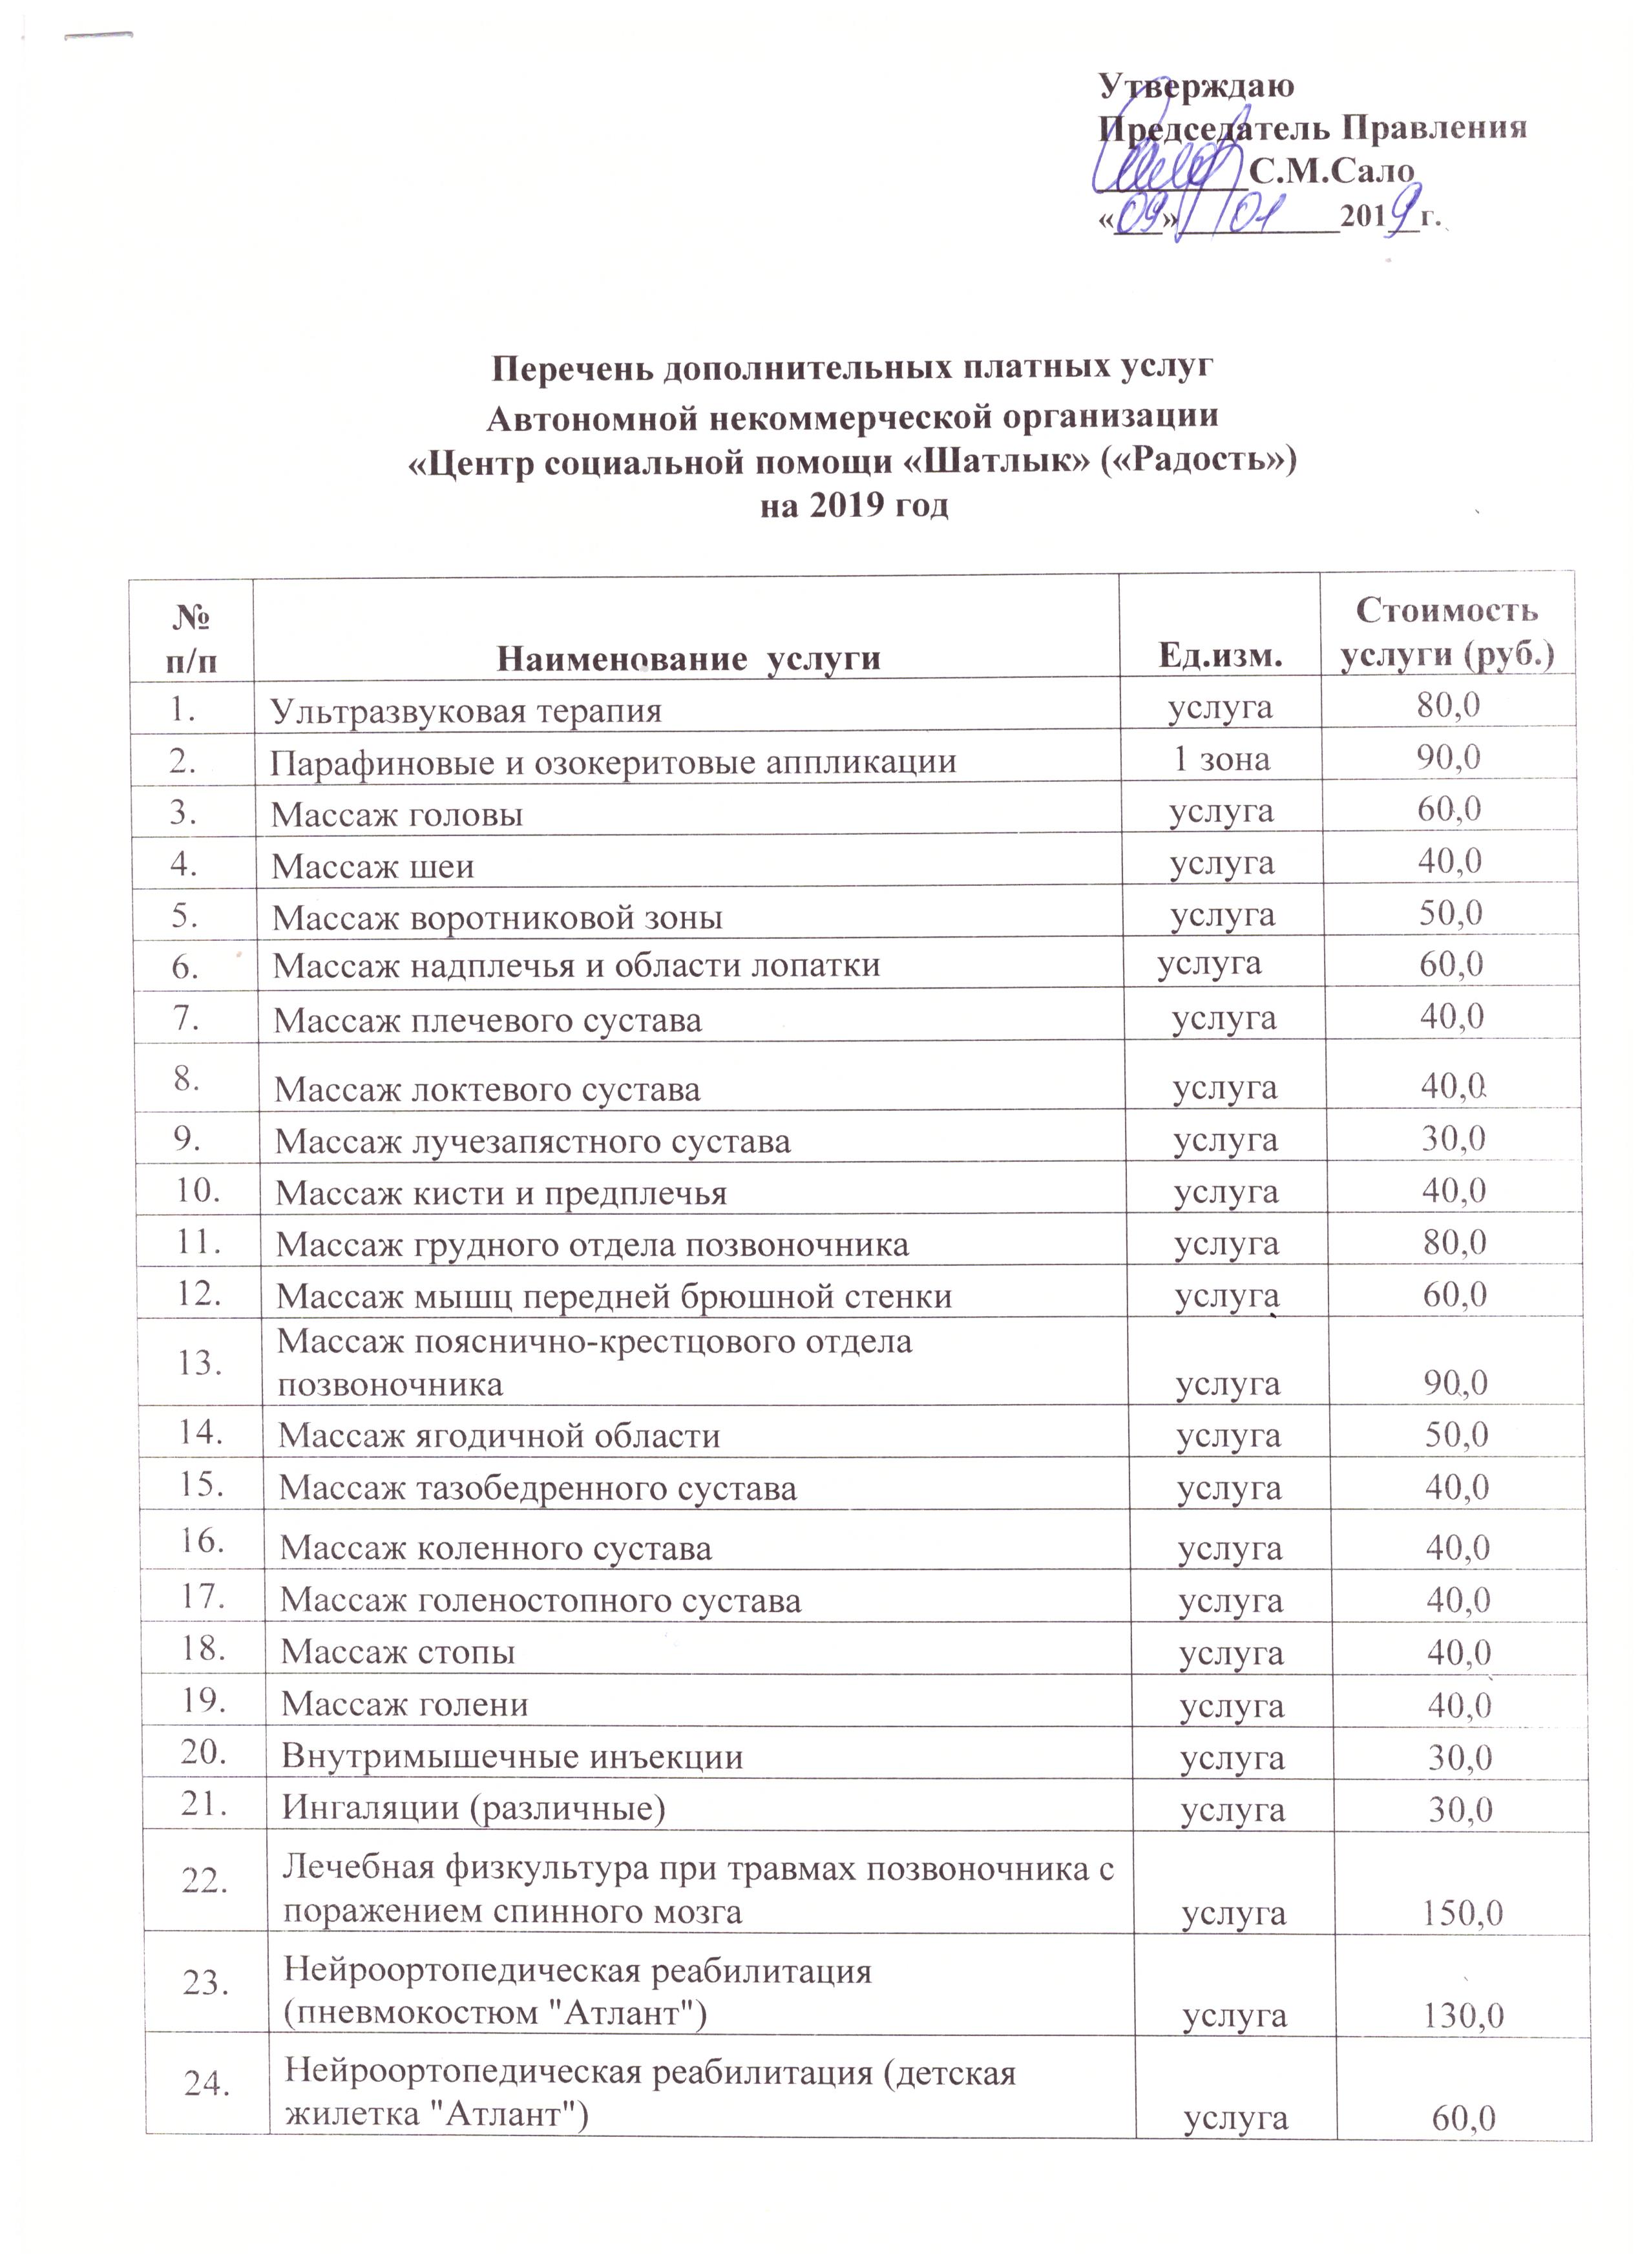 Утверждаю
Председатель Правления
________С.М.Сало
«09» 01 2019 г.
Перечень дополнительных платных услуг
Автономной некоммерческой организации
«Центр социальной помощи «Шатлык» («Радость»)
на 2019 год
№ п/п Наименование услуги Ед.изм. Стоимость услуги (руб.)
1. Ультразвуковая терапия услуга 80,0
2. Парафиновые и озокеритовые аппликации 1 зона 90,0
3. Массаж головы услуга 60,0
4. Массаж шеи услуга 40,0
5. Массаж воротниковой зоны услуга 50,0
6. Массаж надплечья и области лопатки услуга 60,0
7. Массаж плечевого сустава услуга 40,0
8. Массаж локтевого сустава услуга 40,0
9. Массаж лучезапястного сустава услуга 30,0
10. Массаж кисти и предплечья услуга 40,0
11. Массаж грудного отдела позвоночника услуга 80,0
12. Массаж мышц передней брюшной стенки услуга 60,0
13. Массаж пояснично-крестцового отдела
позвоночника услуга 90,0
14. Массаж ягодичной области услуга 50,0
15. Массаж тазобедренного сустава услуга 40,0
16. Массаж коленного сустава услуга 40,0
17. Массаж голеностопного сустава услуга 40,0
18. Массаж стопы услуга 40,0
19. Массаж голени услуга 40,0
20. Внутримышечные инъекции услуга 30,0
21. Ингаляции (различные) услуга 30,0
22. Лечебная физкультура при травмах позвоночника с
поражением спинного мозга услуга 150,0
23. Нейроортопедическая реабилитация
(пневмокостюм "Атлант") услуга 130,0
24. Нейроортопедическая реабилитация (детская
жилетка "Атлант") услуга 60,0